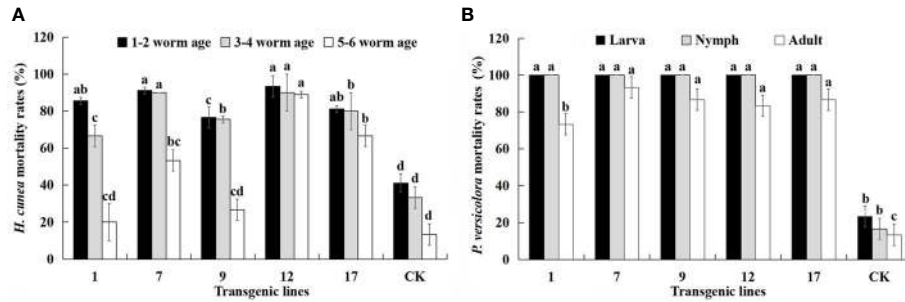 A
H. cunea mortality rates (%)
120
100
80
60
40
20
0
1-2 worm age 3-4 worm age 5-6 worm age
ab c cd
a a bc
c b cd
a a a
ab ab b
d d d
1 7 9 12 17 CK
Transgenic lines
B
P. versicolora mortality rates (%)
120
100
80
60
40
20
0
Larva Nymph Adult
a a b
a a a
a a a
a a a
a a a
b b c
1 7 9 12 17 CK
Transgenic lines